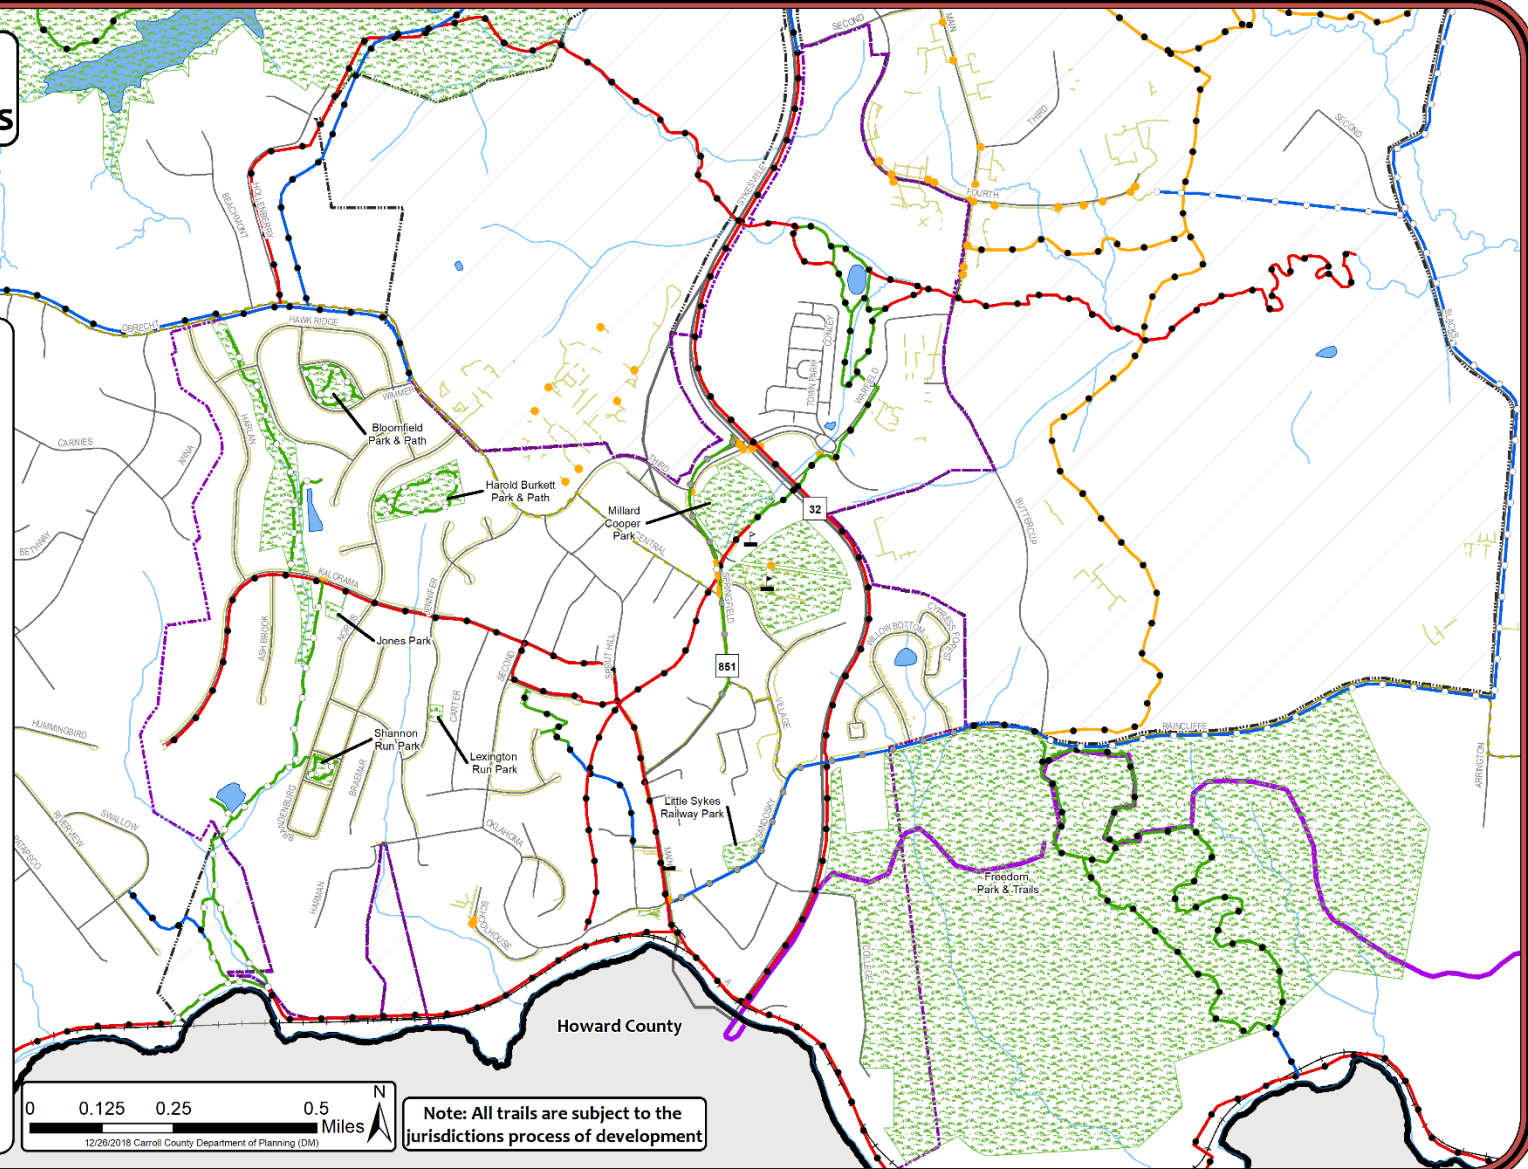 S
SECOND
MAIN
THIRD
SECOND
SYKESVILLE
HOLLENBERRY
BEACHMONT
FOURTH
OBRECHT
HAWK RIDGE
SLACKS
CONLEY
TOWN PARK
WARFIELD
WIMMER
HARLAN
Bloomfield
Park & Path
CARNIES
ANNA
THIRD
Harold Burkett
Park & Path
Millard
Cooper
Park
32
BUTTERCUP
CENTRAL
BETHWAY
KALORAMA
JENNIFER
SPRINGFIELD
CYPRESS FOREST
WILLOW BOTTOM
ASH BROOK
NORRIS
Jones Park
SECOND
SPOUT HILL
851
CARTER
VILLAGE
HUMMINGBIRD
Shannon
Run Park
RAINCLIFFE
Lexington
Run Park
ARRINGTON
BRAEMAR
BRANDENBURG
Little Sykes
Railway Park
SANDOSKY
SWALLOW
RIVERVIEW
OKLAHOMA
PATAPSCO
MAIN
Freedom
Park & Trails
HARMAN
SCHOOLHOUSE
COLLEGE
Howard County
N
0 0.125 0.25 0.5
Miles
12/26/2018 Carroll County Department of Planning (DM)
Note: All trails are subject to the
jurisdictions process of development